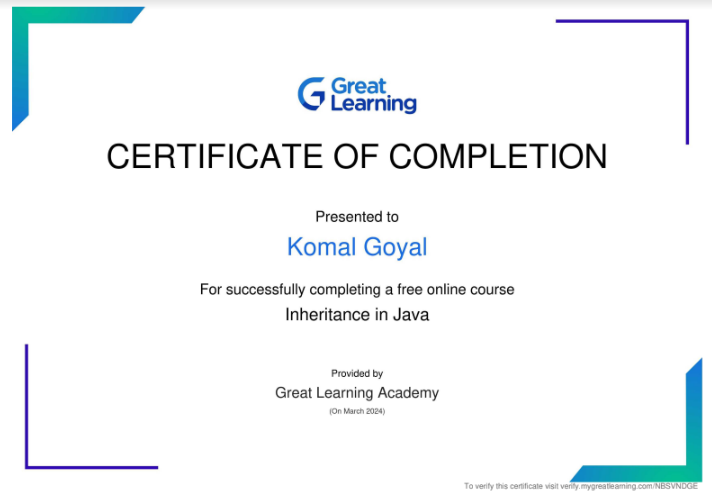 Great
Learning
CERTIFICATE OF COMPLETION
Presented to
Komal Goyal
For successfully completing a free online course
Inheritance in Java
Provided by
Great Learning Academy
(On March 2024)
To verify this certificate visit verify.mygreatlearning.com/NBSVNDGE